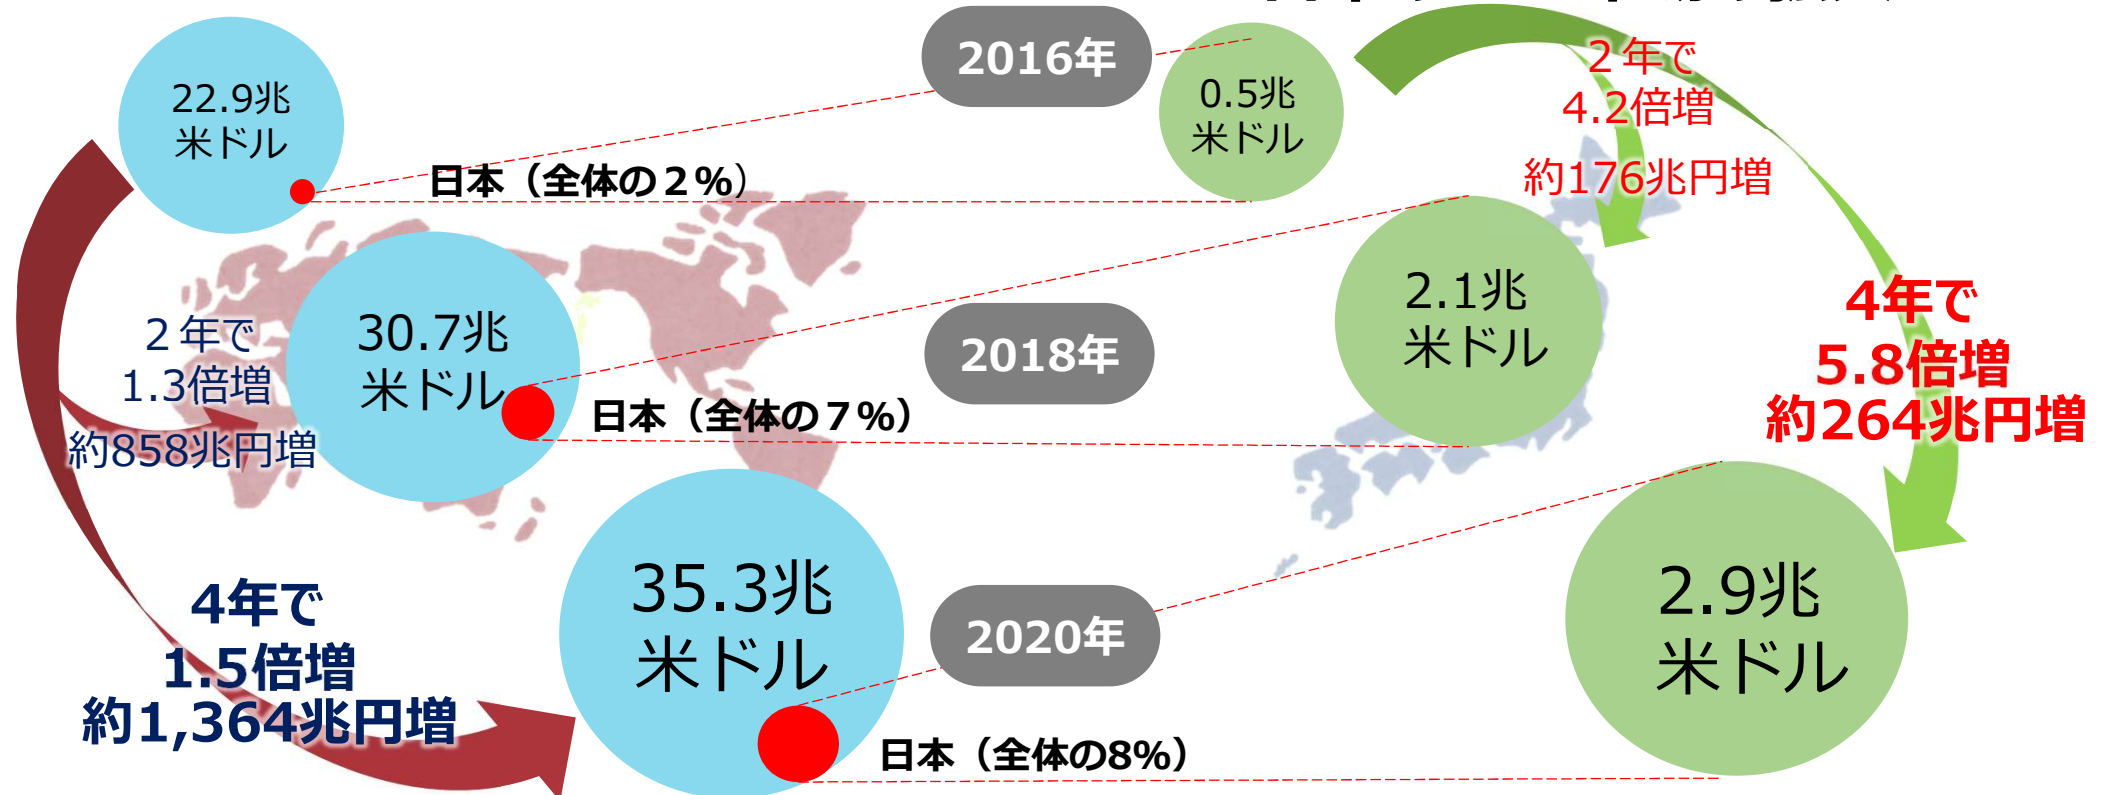 2016年
22.9兆
米ドル
0.5兆
米ドル
２年で
4.2倍増
約176兆円増
日本（全体の２%）
2018年
30.7兆
米ドル
2.1兆
米ドル
２年で
1.3倍増
約858兆円増
4年で
5.8倍増
約264兆円増
日本（全体の７%）
2020年
35.3兆
米ドル
2.9兆
米ドル
4年で
1.5倍増
約1,364兆円増
日本（全体の8%）